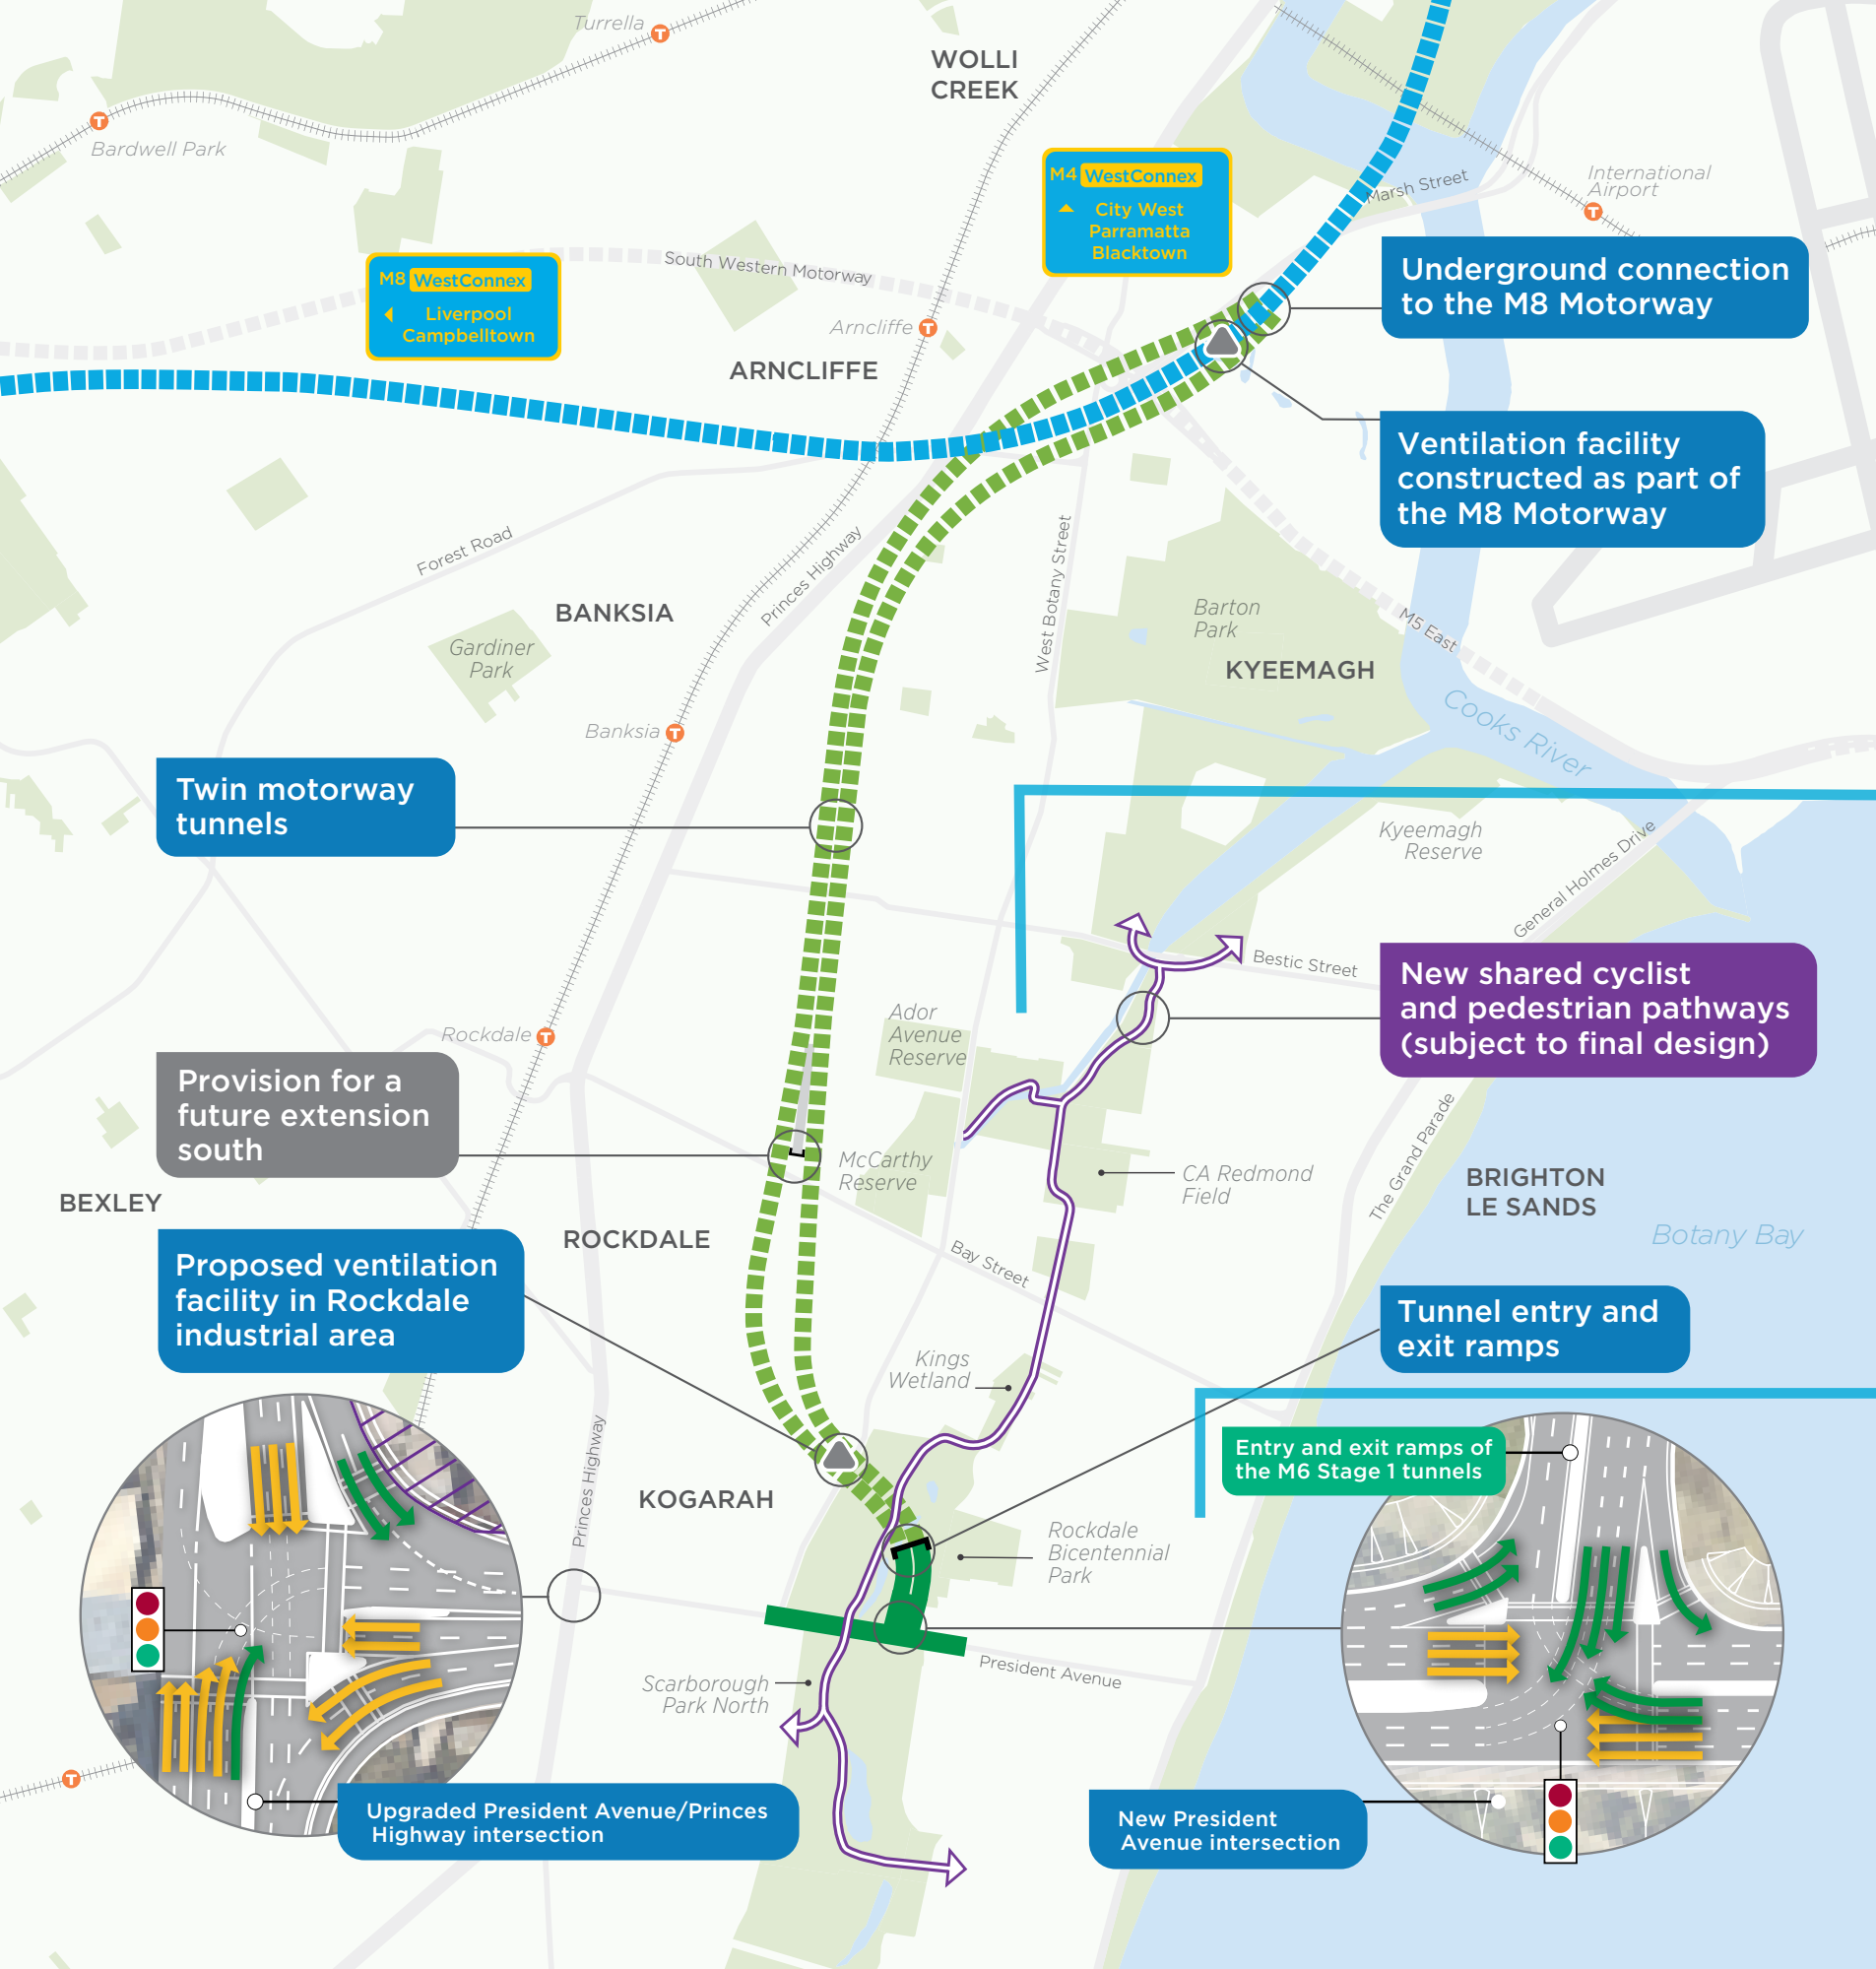 Turrella
WOLLI
CREEK
Bardwell Park
International
Airport
Marsh Street
M4 WestConnex
City West
Parramatta
Blacktown
South Western Motorway
M8 WestConnex
Liverpool
Campbelltown
Arncliffe
ARNCLIFFE
Underground connection
to the M8 Motorway
Ventilation facility
constructed as part of
the M8 Motorway
Forest Road
Princes Highway
West Botany Street
BANKSIA
Gardiner
Park
Barton
Park
M5 East
KYEEMAGH
Cooks River
Banksia
Twin motorway
tunnels
Kyeemagh
Reserve
General Holmes Drive
Bestic Street
New shared cyclist
and pedestrian pathways
(subject to final design)
Ador
Avenue
Reserve
Rockdale
Provision for a
future extension
south
McCarthy
Reserve
CA Redmond
Field
The Grand Parade
BRIGHTON
LE SANDS
BEXLEY
ROCKDALE
Botany Bay
Bay Street
Proposed ventilation
facility in Rockdale
industrial area
Tunnel entry and
exit ramps
Kings
Wetland
Entry and exit ramps of
the M6 Stage 1 tunnels
Princes Highway
KOGARAH
Rockdale
Bicentennial
Park
President Avenue
Scarborough
Park North
Upgraded President Avenue/Princes
Highway intersection
New President
Avenue intersection